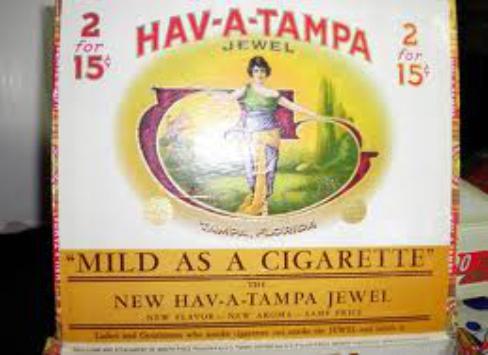 2 for 15¢
HAV-A-TAMPA
JEWEL
2 for 15¢
TAMPA, FLORIDA
"MILD AS A CIGARETTE"
THE
NEW HAV-A-TAMPA JEWEL
NEW FLAVOR - NEW AROMA - SAME PRICE
Ladies and Gentlemen who smoke cigarettes can smoke the JEWEL and